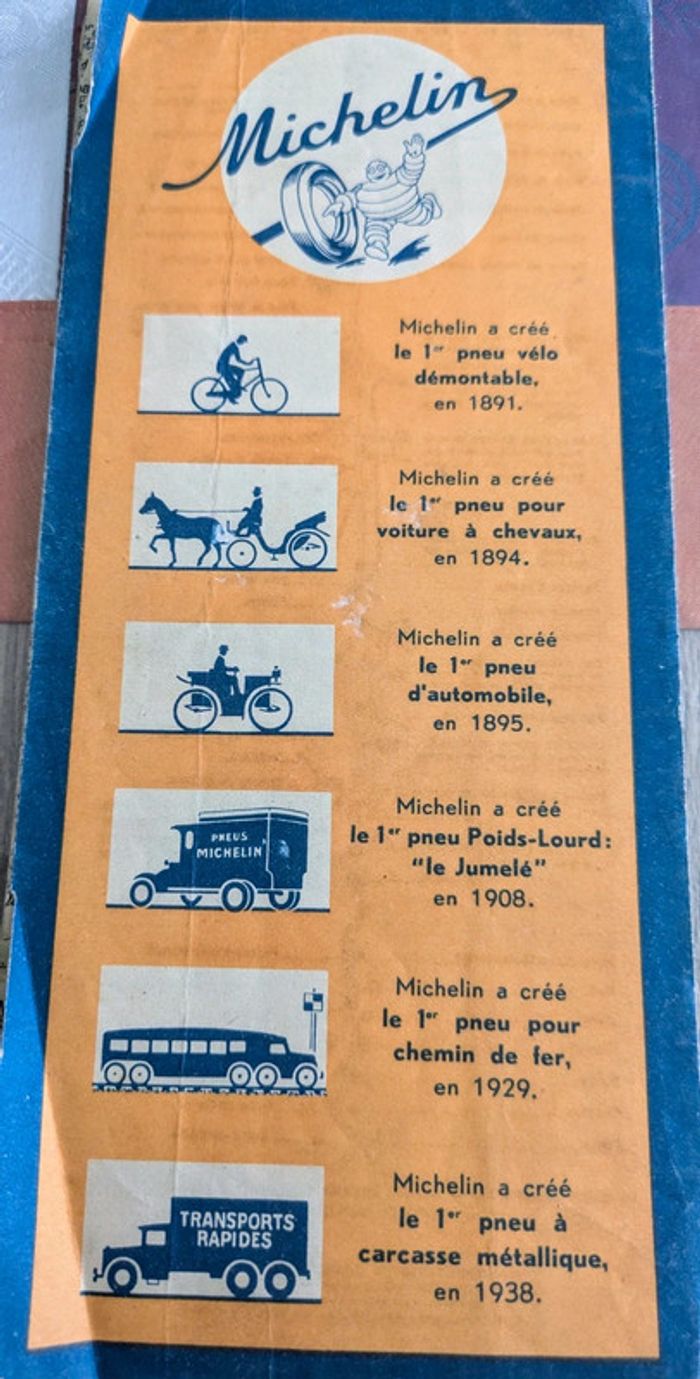 Michelin
Michelin a créé
le 1er pneu vélo
démontable,
en 1891.
Michelin a créé
le 1er pneu pour
voiture à chevaux,
en 1894.
Michelin a créé
le 1er pneu
d'automobile,
en 1895.
PNEUS
MICHELIN
Michelin a créé
le 1er pneu Poids-Lourd:
"le Jumelé"
en 1908.
Michelin a créé
le 1er pneu pour
chemin de fer,
en 1929.
TRANSPORTS
RAPIDES
Michelin a créé
le 1er pneu à
carcasse métallique,
en 1938.